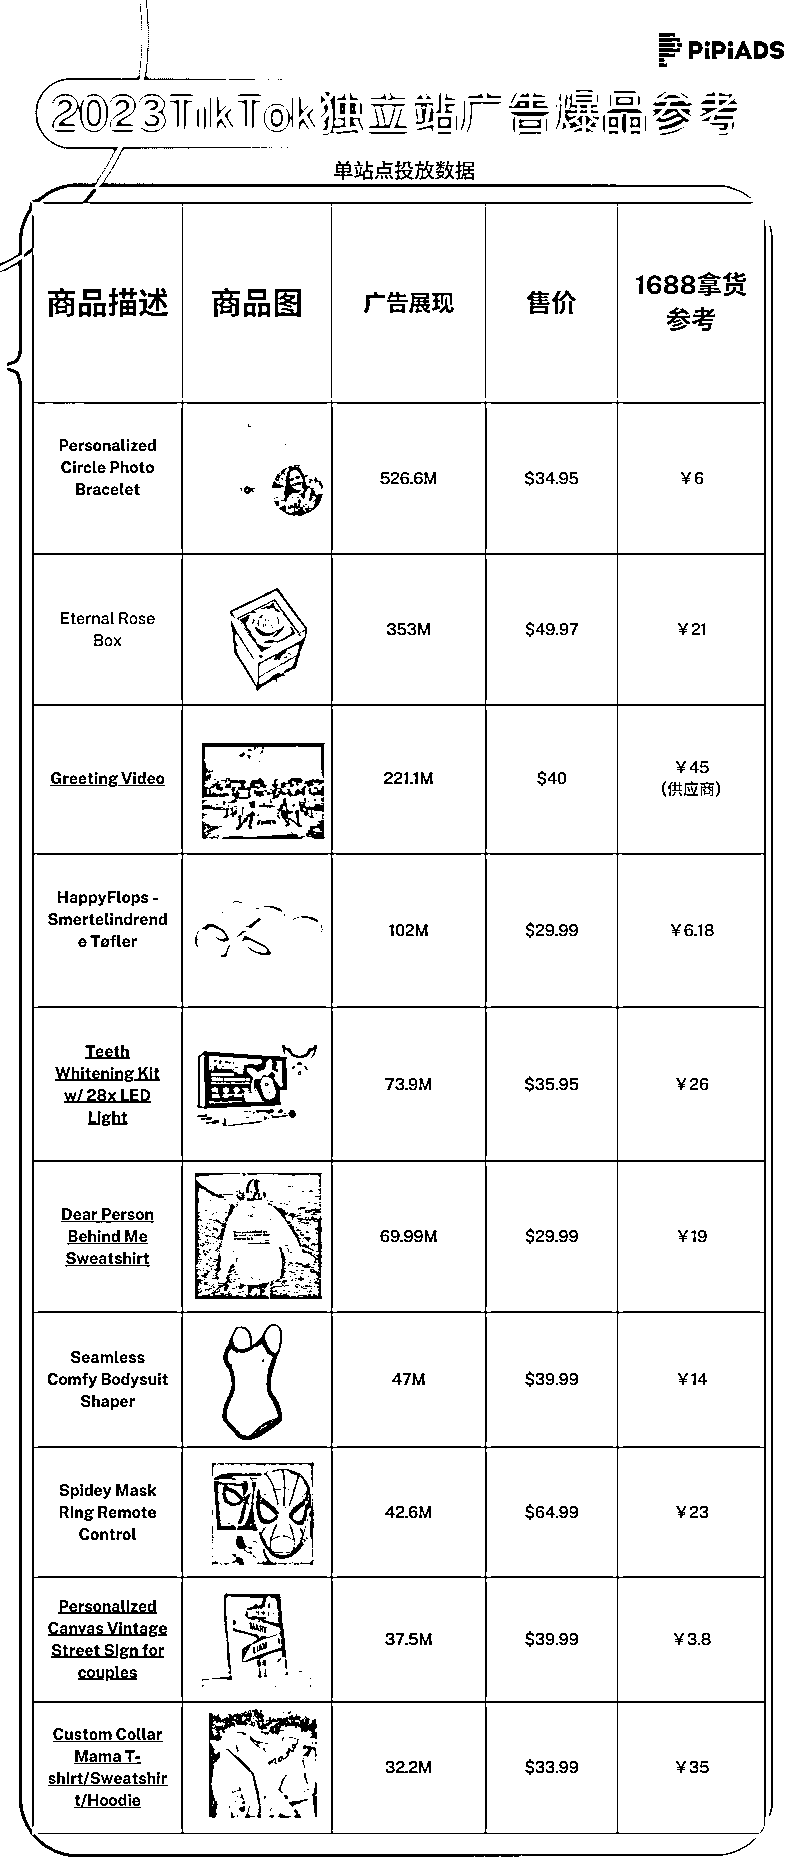 PiPiADS
2023TikTok独立站广告爆品参考
单站点投放数据
商品描述
商品图
广告展现
售价
1688拿货
参考
Personalized
Circle Photo
Bracelet
526.6M
$34.95
¥6
Eternal Rose
Box
353M
$49.97
¥21
Greeting Video
221.1M
$40
¥45
(供应商)
HappyFlops -
Smertelindrend
e Tøfler
102M
$29.99
¥6.18
Teeth
Whitening Kit
w/ 28x LED
Light
73.9M
$35.95
¥26
Dear Person
Behind Me
Sweatshirt
69.99M
$29.99
¥19
Seamless
Comfy Bodysuit
Shaper
47M
$39.99
¥14
Spidey Mask
Ring Remote
Control
42.6M
$64.99
¥23
Personalized
Canvas Vintage
Street Sign for
couples
MARY
LIAM
37.5M
$39.99
¥3.8
Custom Collar
Mama T-
shirt/Sweatshir
t/Hoodie
32.2M
$33.99
¥35